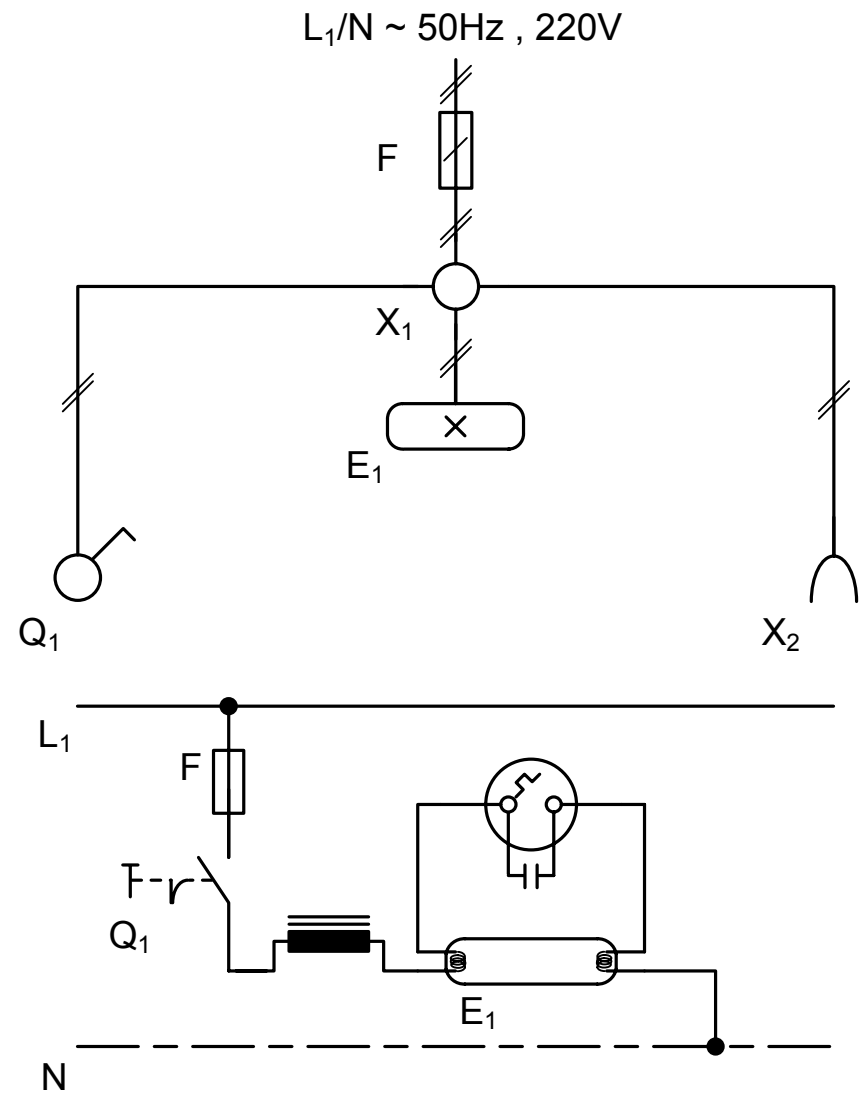 L₁/N ~ 50Hz , 220V
F
X₁
E₁
Q₁
X₂
L₁
F
Q₁
E₁
N